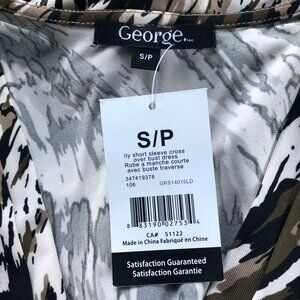 George.
S/P
S/P
ity short sleeve cross
over bust dress
Robe a manche courte
avec buste traverse
347419378
106
GRS14015LD
8 83190 02753 4
CA# 51122
Made in China Fabriqué en Chine
Satisfaction Guaranteed
Satisfaction Garantie